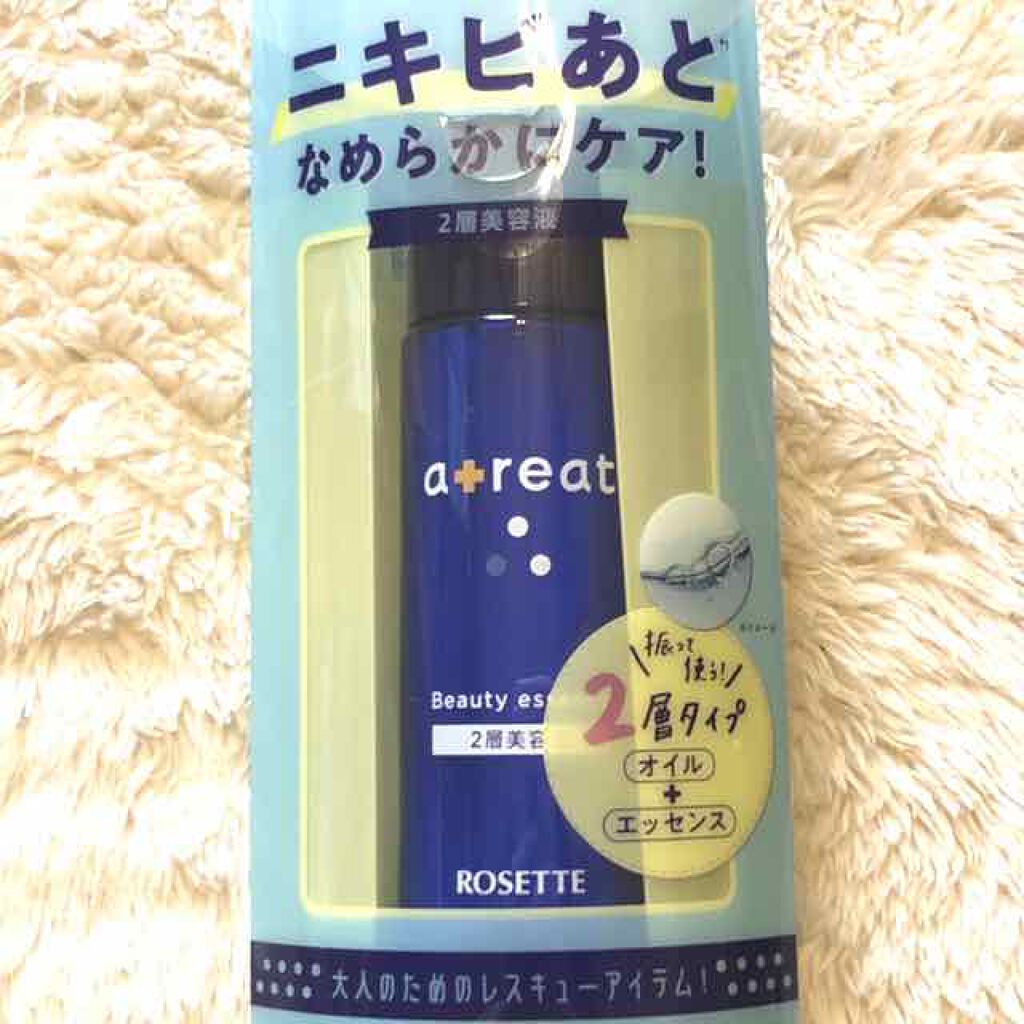 ニキビあと
なめらかにケア!
2層美容液
a+reat
振って
使う!
2層タイプ
オイル
+
エッセンス
Beauty es
2層美容
ROSETTE
大人のためのレスキューアイテム!